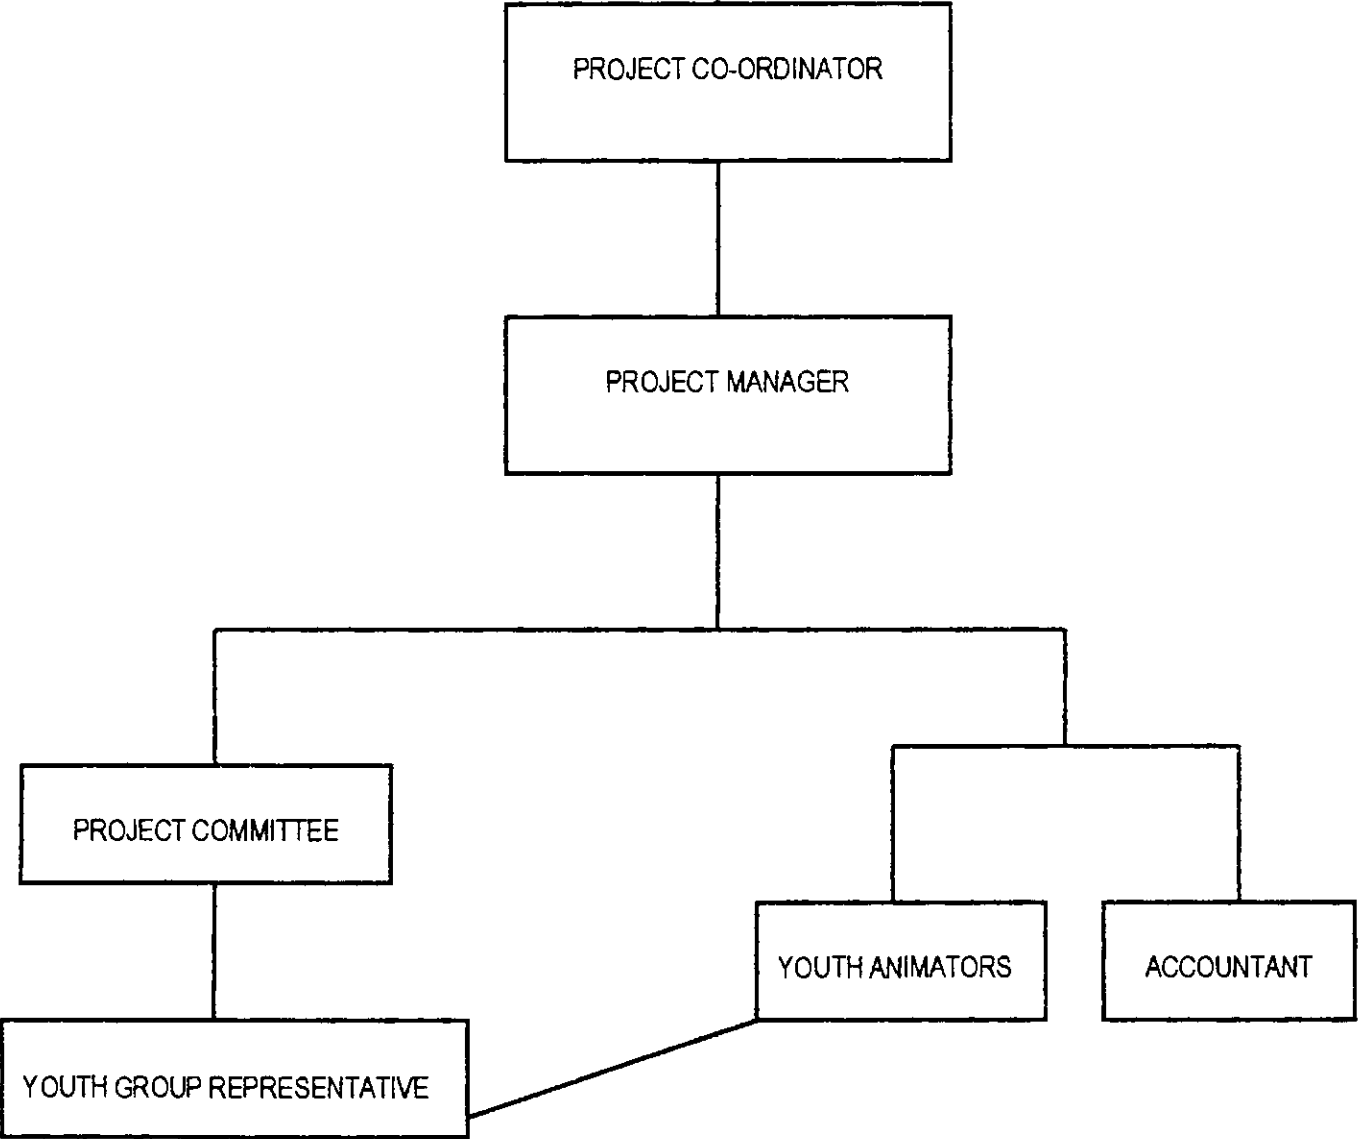 PROJECT CO-ORDINATOR
PROJECT MANAGER
PROJECT COMMITTEE
YOUTH ANIMATORS
ACCOUNTANT
YOUTH GROUP REPRESENTATIVE